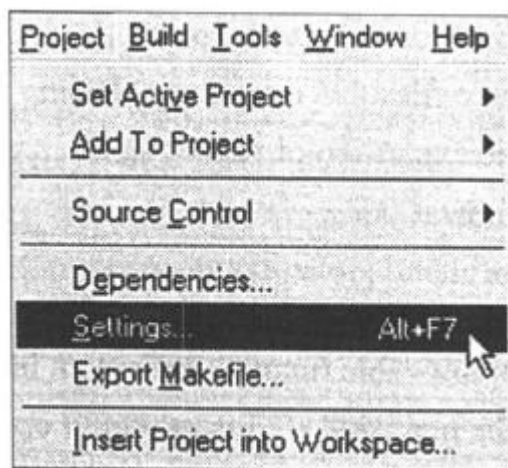 Project Build Tools Window Help
Set Active Project
Add To Project
Source Control
Dependencies...
Settings... Alt+F7
Export Makefile...
Insert Project into Workspace...